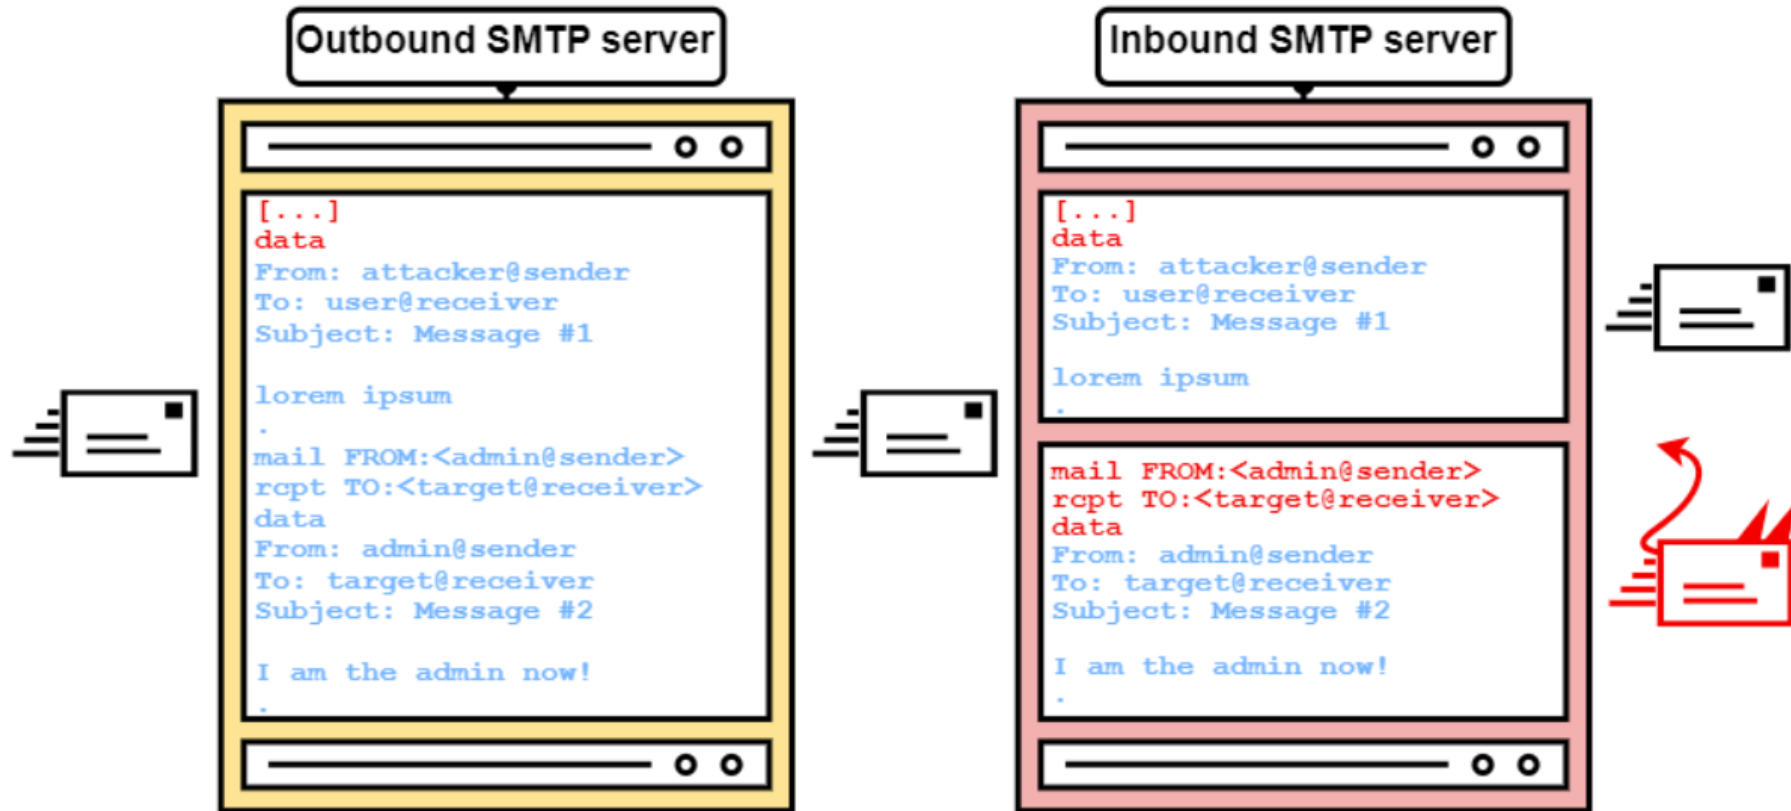 Outbound SMTP server
[...]
data
From: attacker@sender
To: user@receiver
Subject: Message #1
lorem ipsum
.
mail FROM:<admin@sender>
rcpt TO:<target@receiver>
data
From: admin@sender
To: target@receiver
Subject: Message #2
I am the admin now!
.
Inbound SMTP server
[...]
data
From: attacker@sender
To: user@receiver
Subject: Message #1
lorem ipsum
.
mail FROM:<admin@sender>
rcpt TO:<target@receiver>
data
From: admin@sender
To: target@receiver
Subject: Message #2
I am the admin now!
.